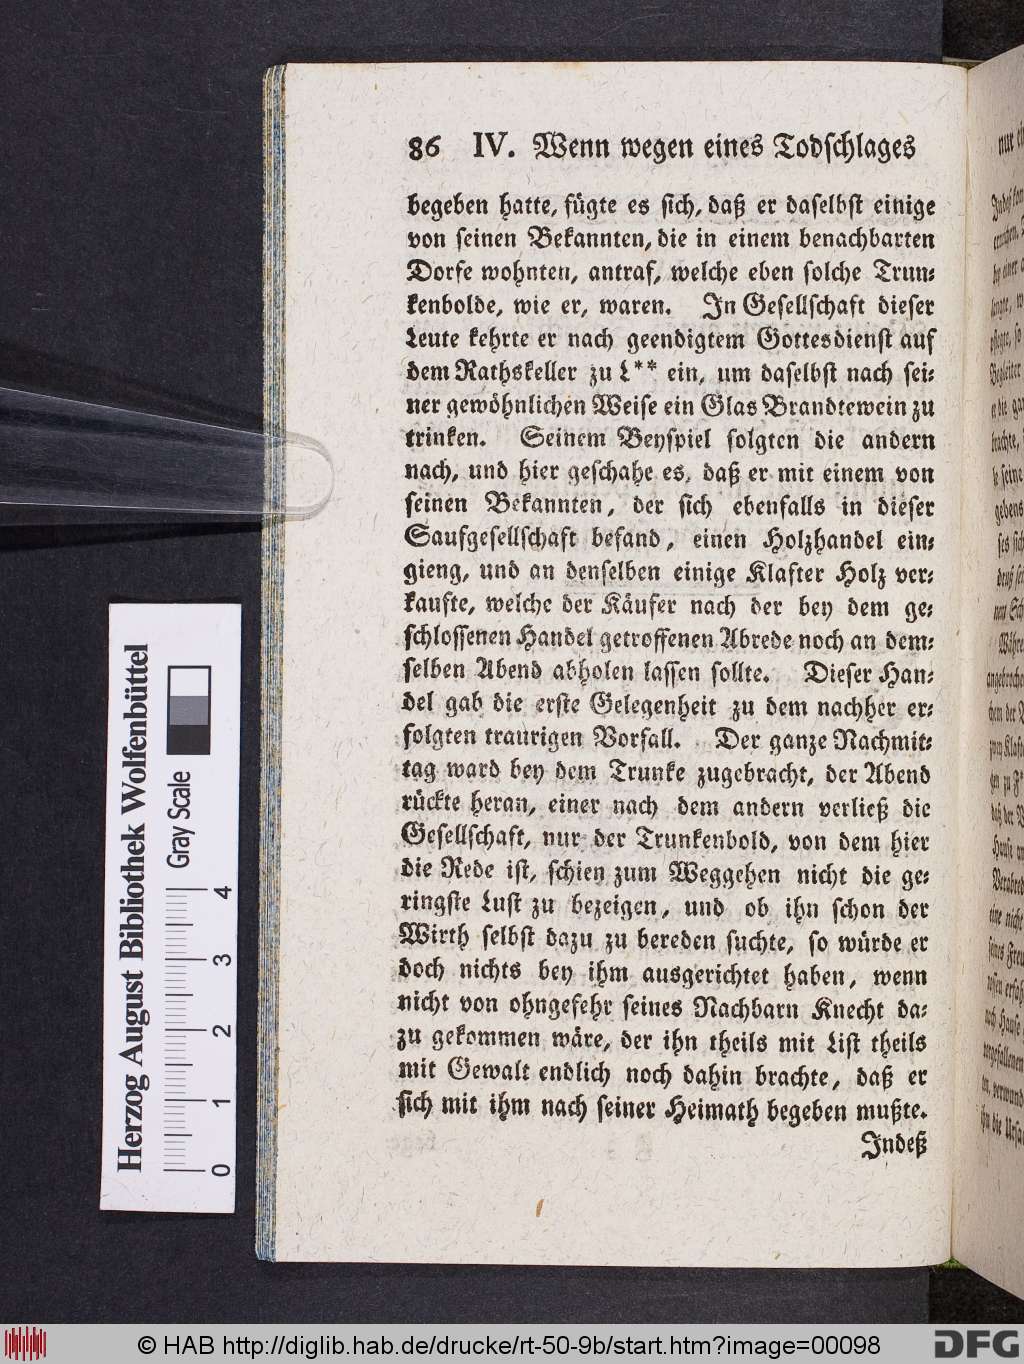 86 IV. Wenn wegen eines Todſchlages
begeben hatte, fügte es ſich, daß er daſelbſt einige
von ſeinen Bekannten, die in einem benachbarten
Dorfe wohnten, antraf, welche eben ſolche Trun⸗
kenbolde, wie er, waren. In Geſellſchaft dieſer
Leute kehrte er nach geendigtem Gottesdienſt auf
dem Rathskeller zu L** ein, um daſelbſt nach ſei⸗
ner gewöhnlichen Weiſe ein Glas Brandtewein zu
trinken. Seinem Beyſpiel folgten die andern
nach, und hier geſchahe es, daß er mit einem von
ſeinen Bekannten, der ſich ebenfalls in dieſer
Saufgeſellſchaft befand, einen Holzhandel ein⸗
gieng, und an denſelben einige Klafter Holz ver⸗
kaufte, welche der Käufer nach der bey dem ge⸗
ſchloſſenen Handel getroffenen Abrede noch an dem⸗
ſelben Abend abholen laſſen ſollte. Dieſer Han⸗
del gab die erſte Gelegenheit zu dem nachher er⸗
folgten traurigen Vorfall. Der ganze Nachmit⸗
tag ward bey dem Trunke zugebracht, der Abend
rückte heran, einer nach dem andern verließ die
Geſellſchaft, nur der Trunkenbold, von dem hier
die Rede iſt, ſchien zum Weggehen nicht die ge⸗
ringſte Luſt zu bezeigen, und ob ihn ſchon der
Wirth ſelbſt dazu zu bereden ſuchte, ſo würde er
doch nichts bey ihm ausgerichtet haben, wenn
nicht von ohngefehr ſeines Nachbarn Knecht da⸗
zu gekommen wäre, der ihn theils mit Liſt theils
mit Gewalt endlich noch dahin brachte, daß er
ſich mit ihm nach ſeiner Heimath begeben mußte.
Indeß
Herzog August Bibliothek Wolfenbüttel
Gray Scale
0 1 2 3 4
© HAB http://diglib.hab.de/drucke/rt-50-9b/start.htm?image=00098
DFG